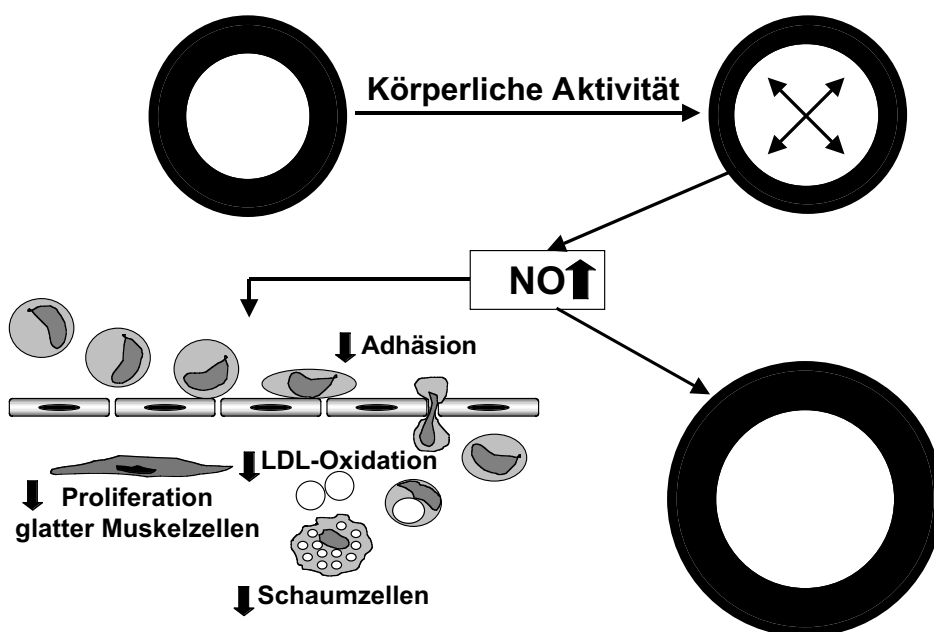 Körperliche Aktivität
NO
Adhäsion
LDL-Oxidation
Proliferation
glatter Muskelzellen
Schaumzellen